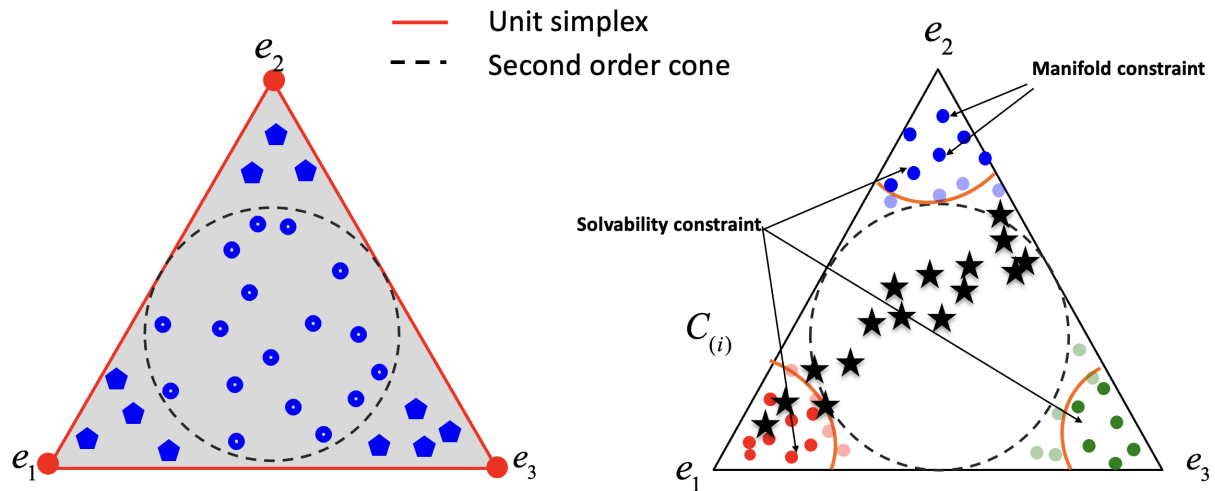 Unit simplex
Second order cone
e2
e1
e3
e2
Manifold constraint
Solvability constraint
C(i)
e1
e3